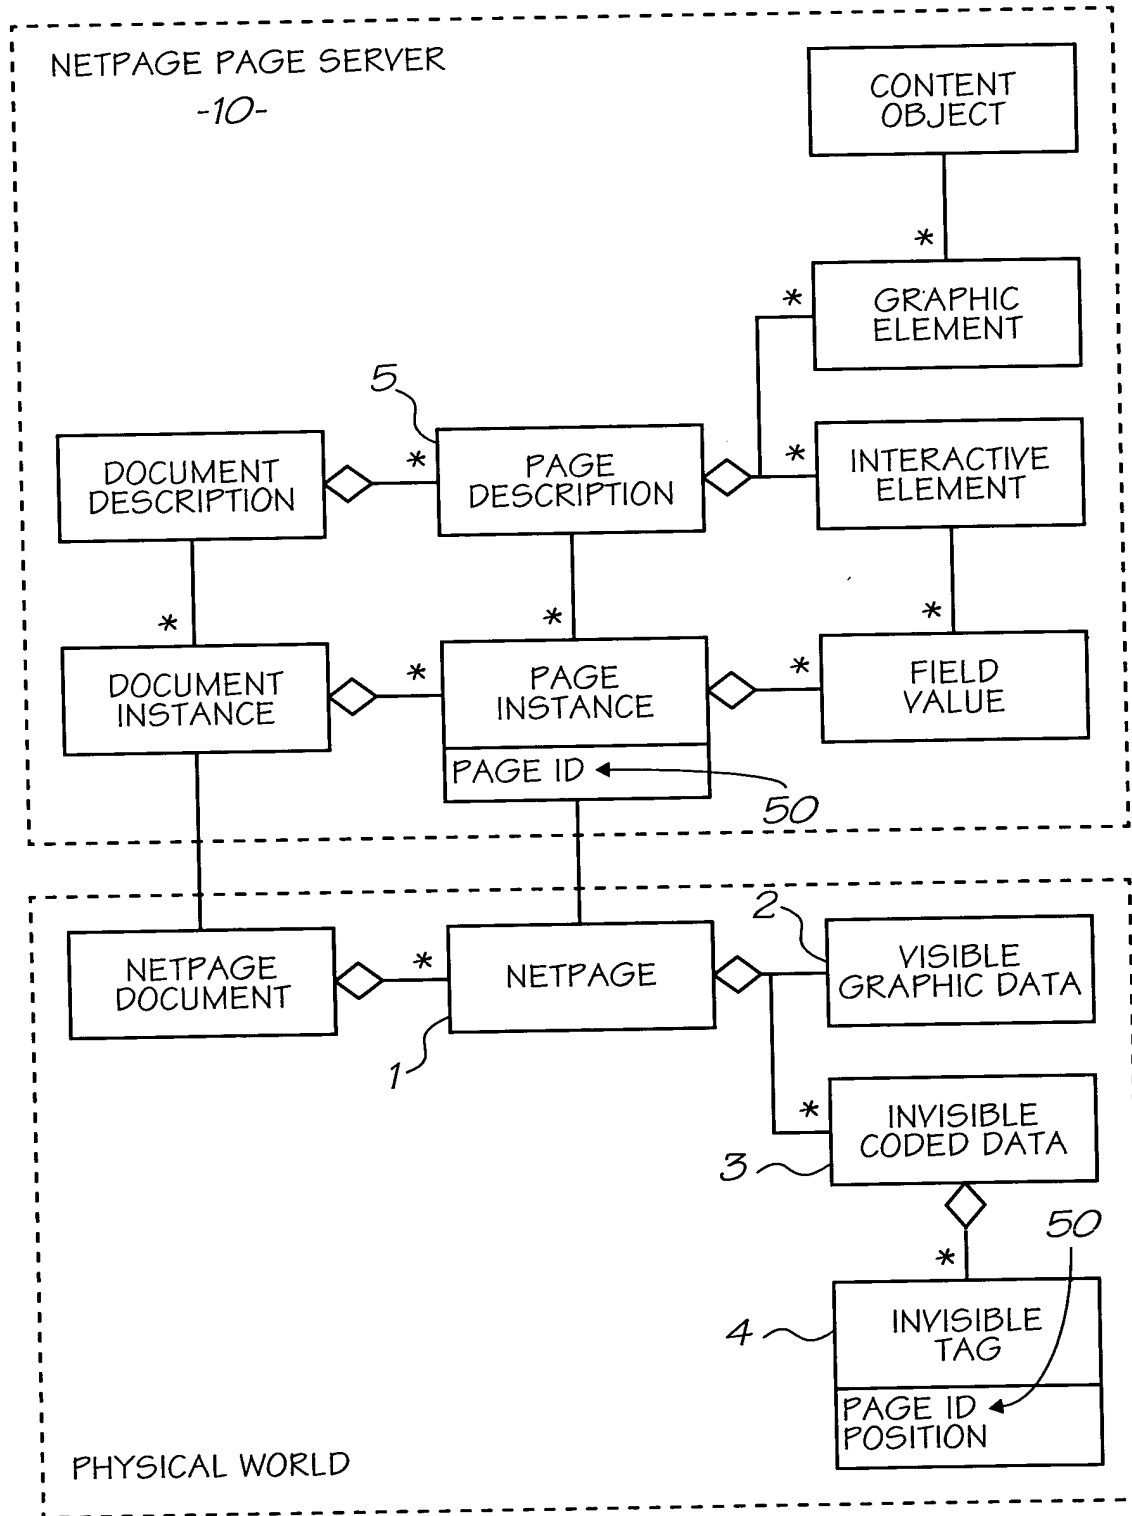 NETPAGE PAGE SERVER
-10-
CONTENT
OBJECT
*
GRAPHIC
ELEMENT
*
5
DOCUMENT
DESCRIPTION
*
PAGE
DESCRIPTION
*
INTERACTIVE
ELEMENT
*
*
*
DOCUMENT
INSTANCE
*
PAGE
INSTANCE
*
FIELD
VALUE
PAGE ID
50
2
NETPAGE
DOCUMENT
*
NETPAGE
VISIBLE
GRAPHIC DATA
1
*
INVISIBLE
CODED DATA
3
50
*
4
INVISIBLE
TAG
PAGE ID
POSITION
PHYSICAL WORLD